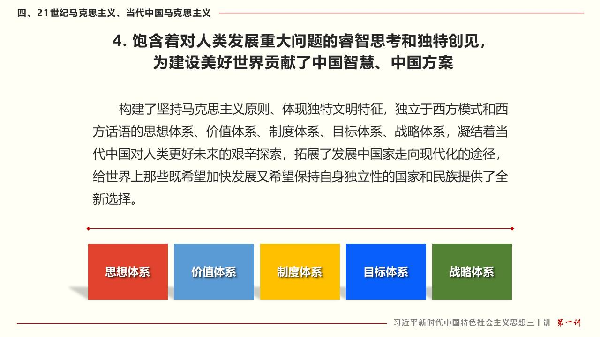 四、21世纪马克思主义、当代中国马克思主义
4. 饱含着对人类发展重大问题的睿智思考和独特创见，
为建设美好世界贡献了中国智慧、中国方案
构建了坚持马克思主义原则、体现独特文明特征，独立于西方模式和西
方话语的思想体系、价值体系、制度体系、目标体系、战略体系，凝结着当
代中国对人类更好未来的艰辛探索，拓展了发展中国家走向现代化的途径，
给世界上那些既希望加快发展又希望保持自身独立性的国家和民族提供了全
新选择。
思想体系 价值体系 制度体系 目标体系 战略体系
习近平新时代中国特色社会主义思想三十讲 第一讲